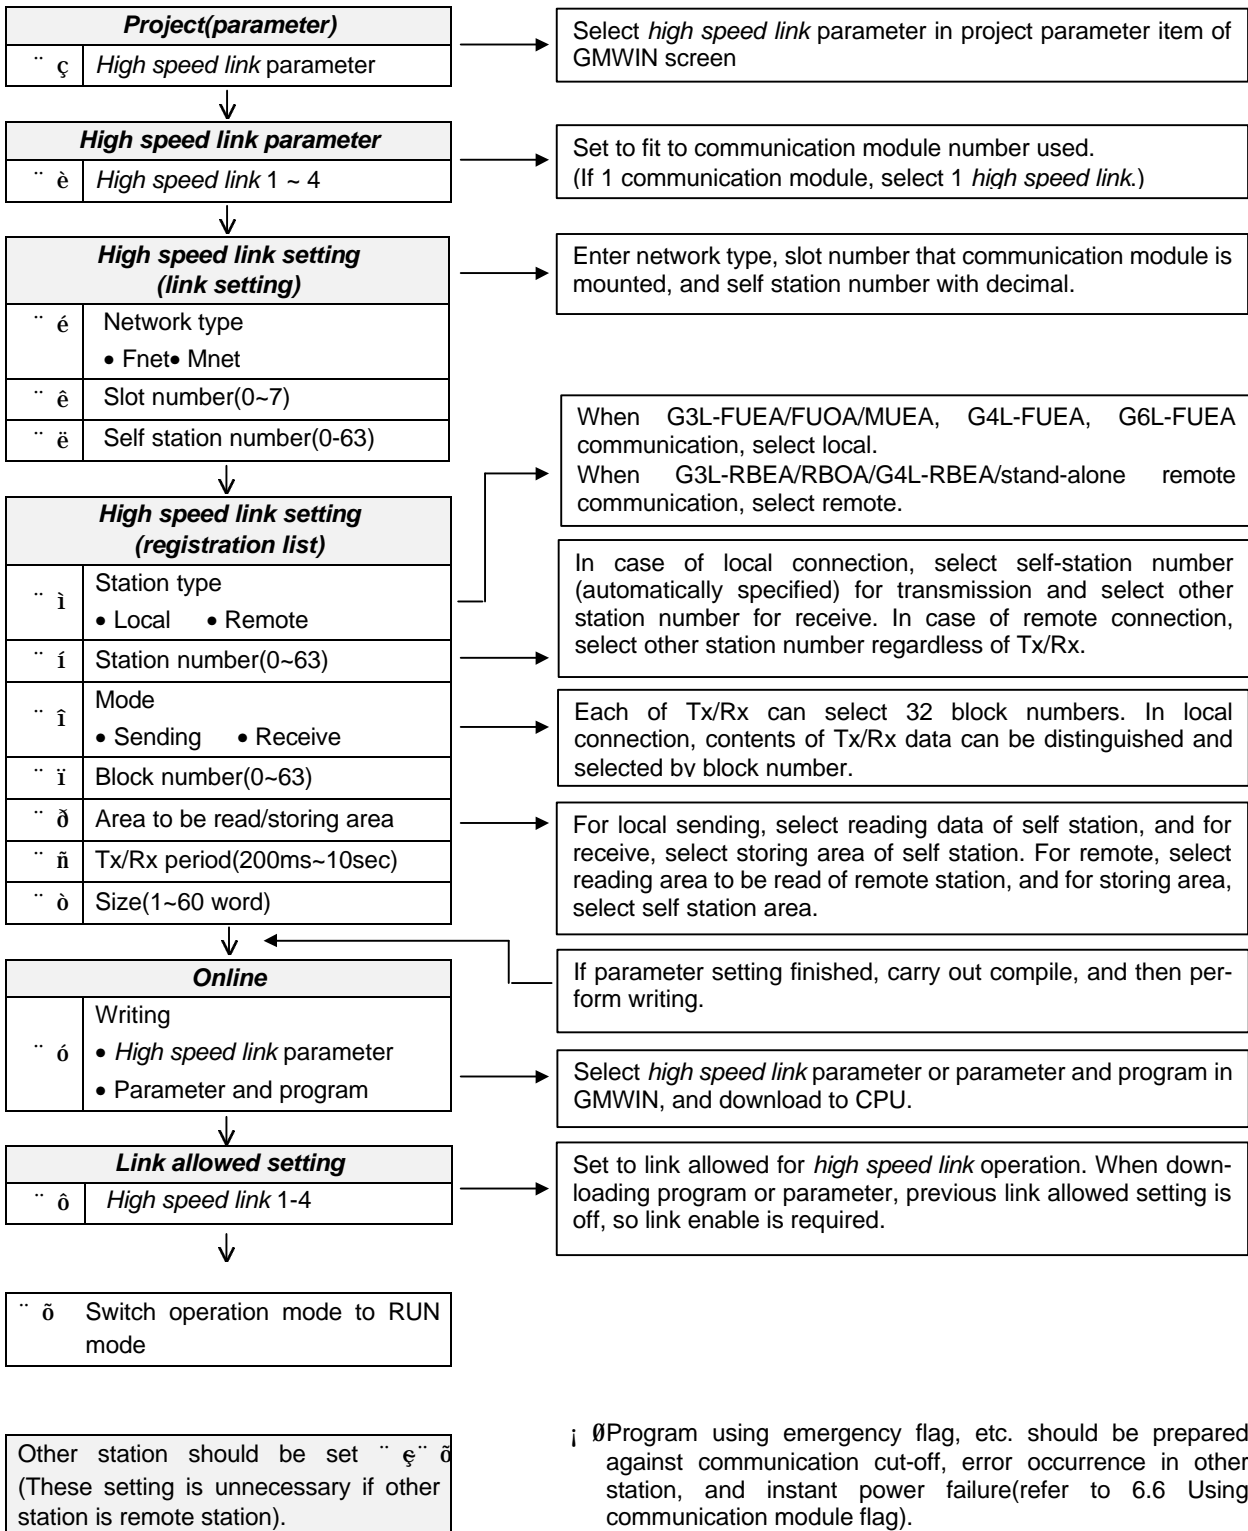 Project(parameter)
¨ ç High speed link parameter
Select high speed link parameter in project parameter item of
GMWIN screen
High speed link parameter
¨ è High speed link 1 ~ 4
Set to fit to communication module number used.
(If 1 communication module, select 1 high speed link.)
High speed link setting
(link setting)
¨ é Network type
• Fnet• Mnet
¨ ê Slot number(0~7)
¨ ë Self station number(0-63)
Enter network type, slot number that communication module is
mounted, and self station number with decimal.
High speed link setting
(registration list)
¨ ì Station type
• Local • Remote
¨ í Station number(0~63)
¨ î Mode
• Sending • Receive
¨ ï Block number(0~63)
¨ ð Area to be read/storing area
¨ ñ Tx/Rx period(200ms~10sec)
¨ ò Size(1~60 word)
When G3L-FUEA/FUOA/MUEA, G4L-FUEA, G6L-FUEA
communication, select local.
When G3L-RBEA/RBOA/G4L-RBEA/stand-alone remote
communication, select remote.
In case of local connection, select self-station number
(automatically specified) for transmission and select other
station number for receive. In case of remote connection,
select other station number regardless of Tx/Rx.
Each of Tx/Rx can select 32 block numbers. In local
connection, contents of Tx/Rx data can be distinguished and
selected by block number.
For local sending, select reading data of self station, and for
receive, select storing area of self station. For remote, select
reading area to be read of remote station, and for storing area,
select self station area.
Online
Writing
¨ ó • High speed link parameter
• Parameter and program
If parameter setting finished, carry out compile, and then per-
form writing.
Select high speed link parameter or parameter and program in
GMWIN, and download to CPU.
Link allowed setting
¨ ô High speed link 1-4
Set to link allowed for high speed link operation. When down-
loading program or parameter, previous link allowed setting is
off, so link enable is required.
¨ õ Switch operation mode to RUN
mode
Other station should be set ¨ ç¨ õ
(These setting is unnecessary if other
station is remote station).
¡ ØProgram using emergency flag, etc. should be prepared
against communication cut-off, error occurrence in other
station, and instant power failure(refer to 6.6 Using
communication module flag).